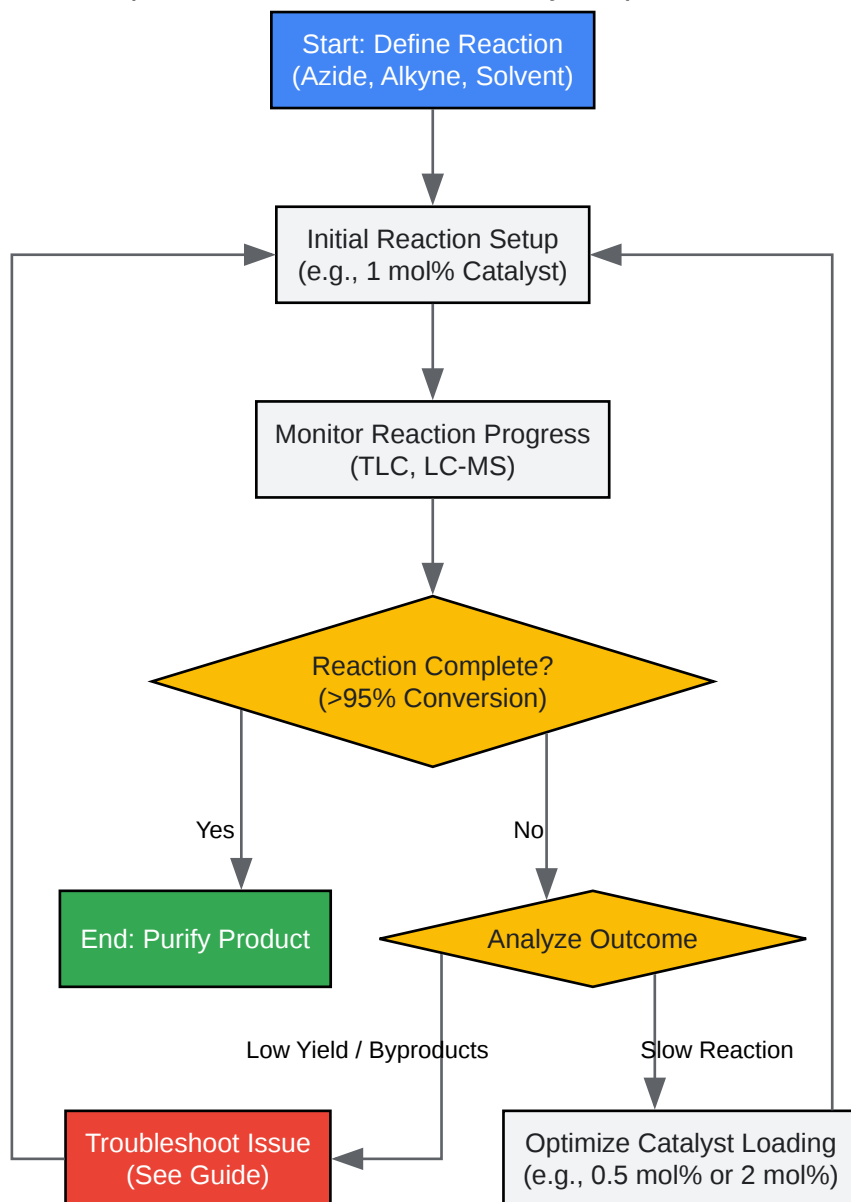 Start: Define Reaction
(Azide, Alkyne, Solvent)
Initial Reaction Setup
(e.g., 1 mol% Catalyst)
Monitor Reaction Progress
(TLC, LC-MS)
Reaction Complete?
(>95% Conversion)
Yes
No
End: Purify Product
Analyze Outcome
Low Yield / Byproducts
Slow Reaction
Troubleshoot Issue
(See Guide)
Optimize Catalyst Loading
(e.g., 0.5 mol% or 2 mol%)